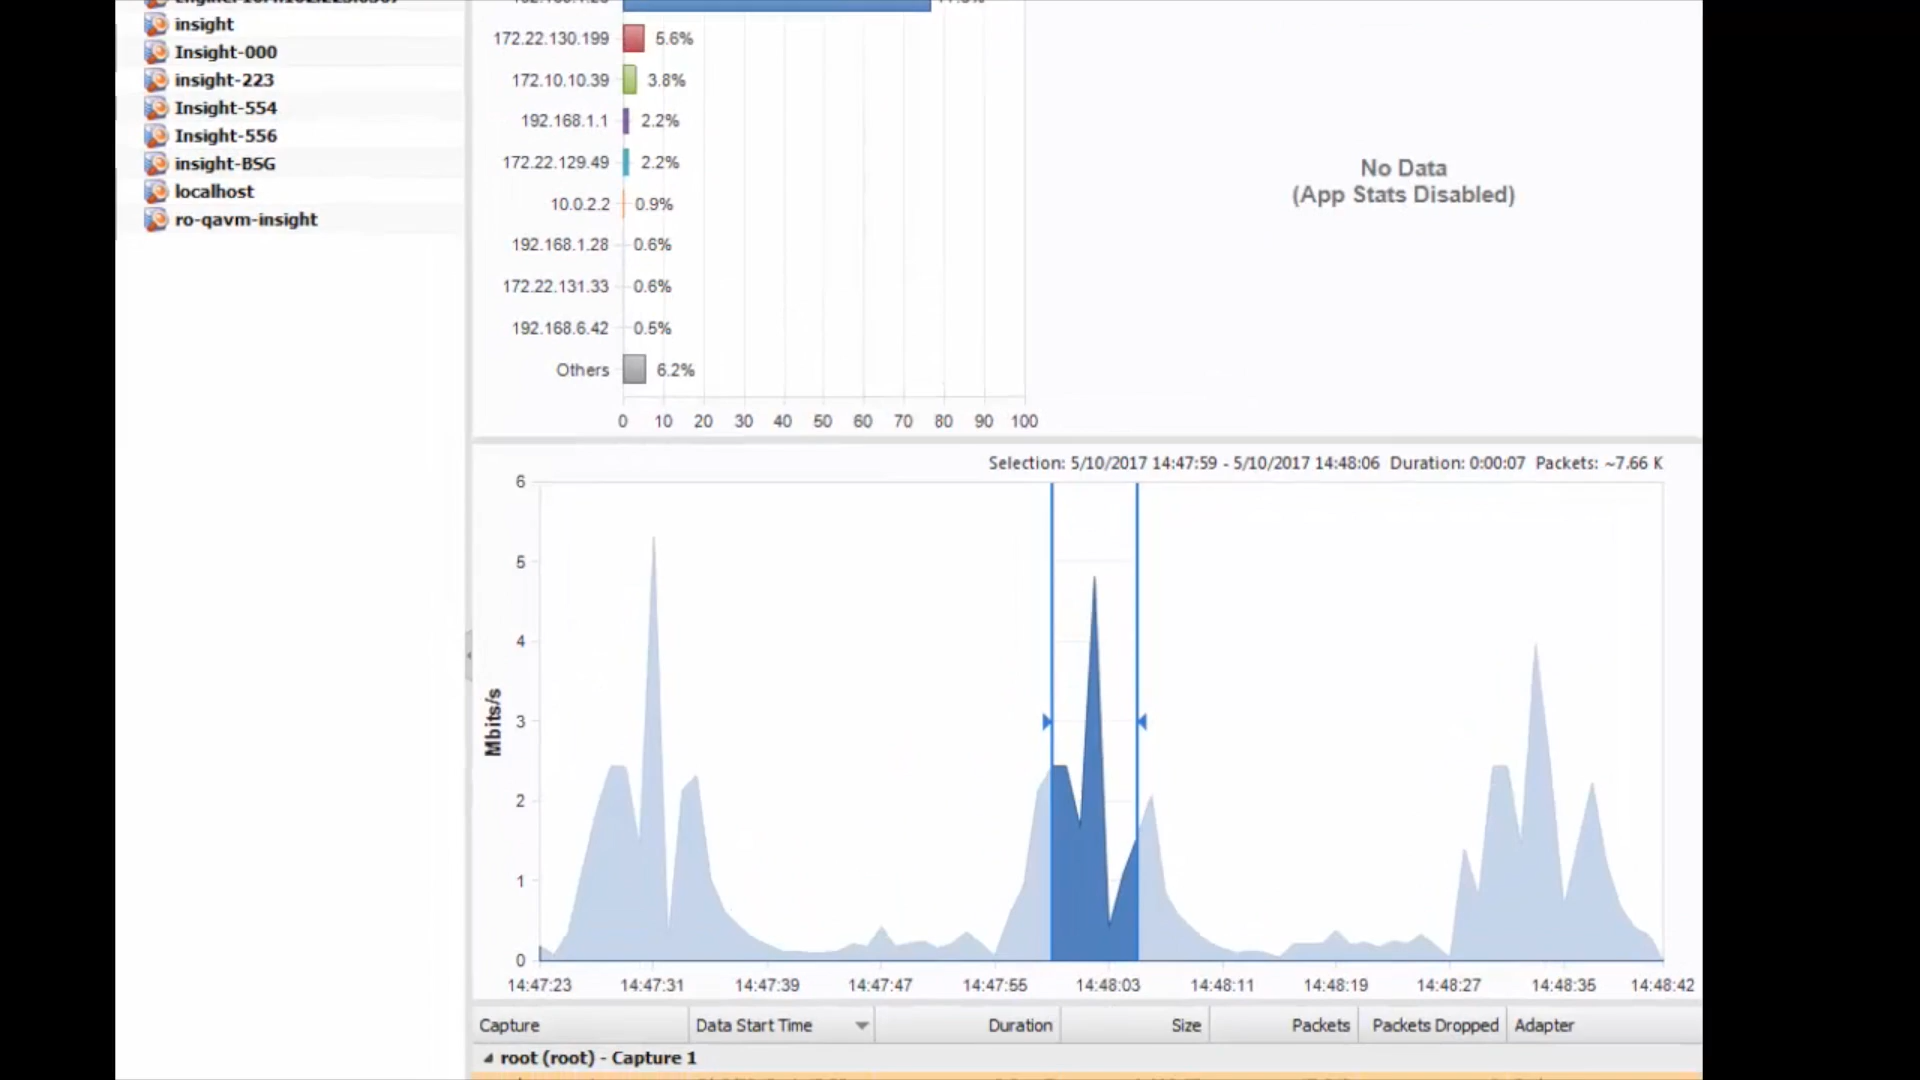 insight
Insight-000
insight-223
Insight-554
Insight-556
insight-BSG
localhost
ro-qavm-insight
172.22.130.199 5.6%
172.10.10.39 3.8%
192.168.1.1 2.2%
172.22.129.49 2.2%
10.0.2.2 0.9%
192.168.1.28 0.6%
172.22.131.33 0.6%
192.168.6.42 0.5%
Others 6.2%
0 10 20 30 40 50 60 70 80 90 100
No Data
(App Stats Disabled)
Selection: 5/10/2017 14:47:59 - 5/10/2017 14:48:06 Duration: 0:00:07 Packets: ~7.66 K
6
5
4
3
2
1
0
Mbits/s
14:47:23 14:47:31 14:47:39 14:47:47 14:47:55 14:48:03 14:48:11 14:48:19 14:48:27 14:48:35 14:48:42
Capture Data Start Time Duration Size Packets Packets Dropped Adapter
root (root) - Capture 1